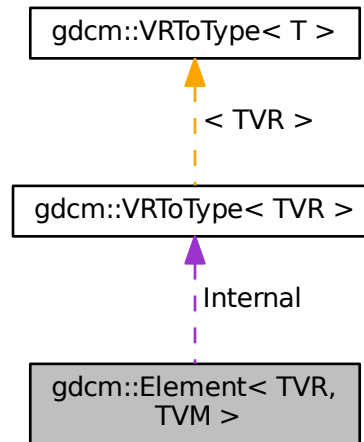 gdcm::VRToType< T >
< TVR >
gdcm::VRToType< TVR >
Internal
gdcm::Element< TVR,
TVM >